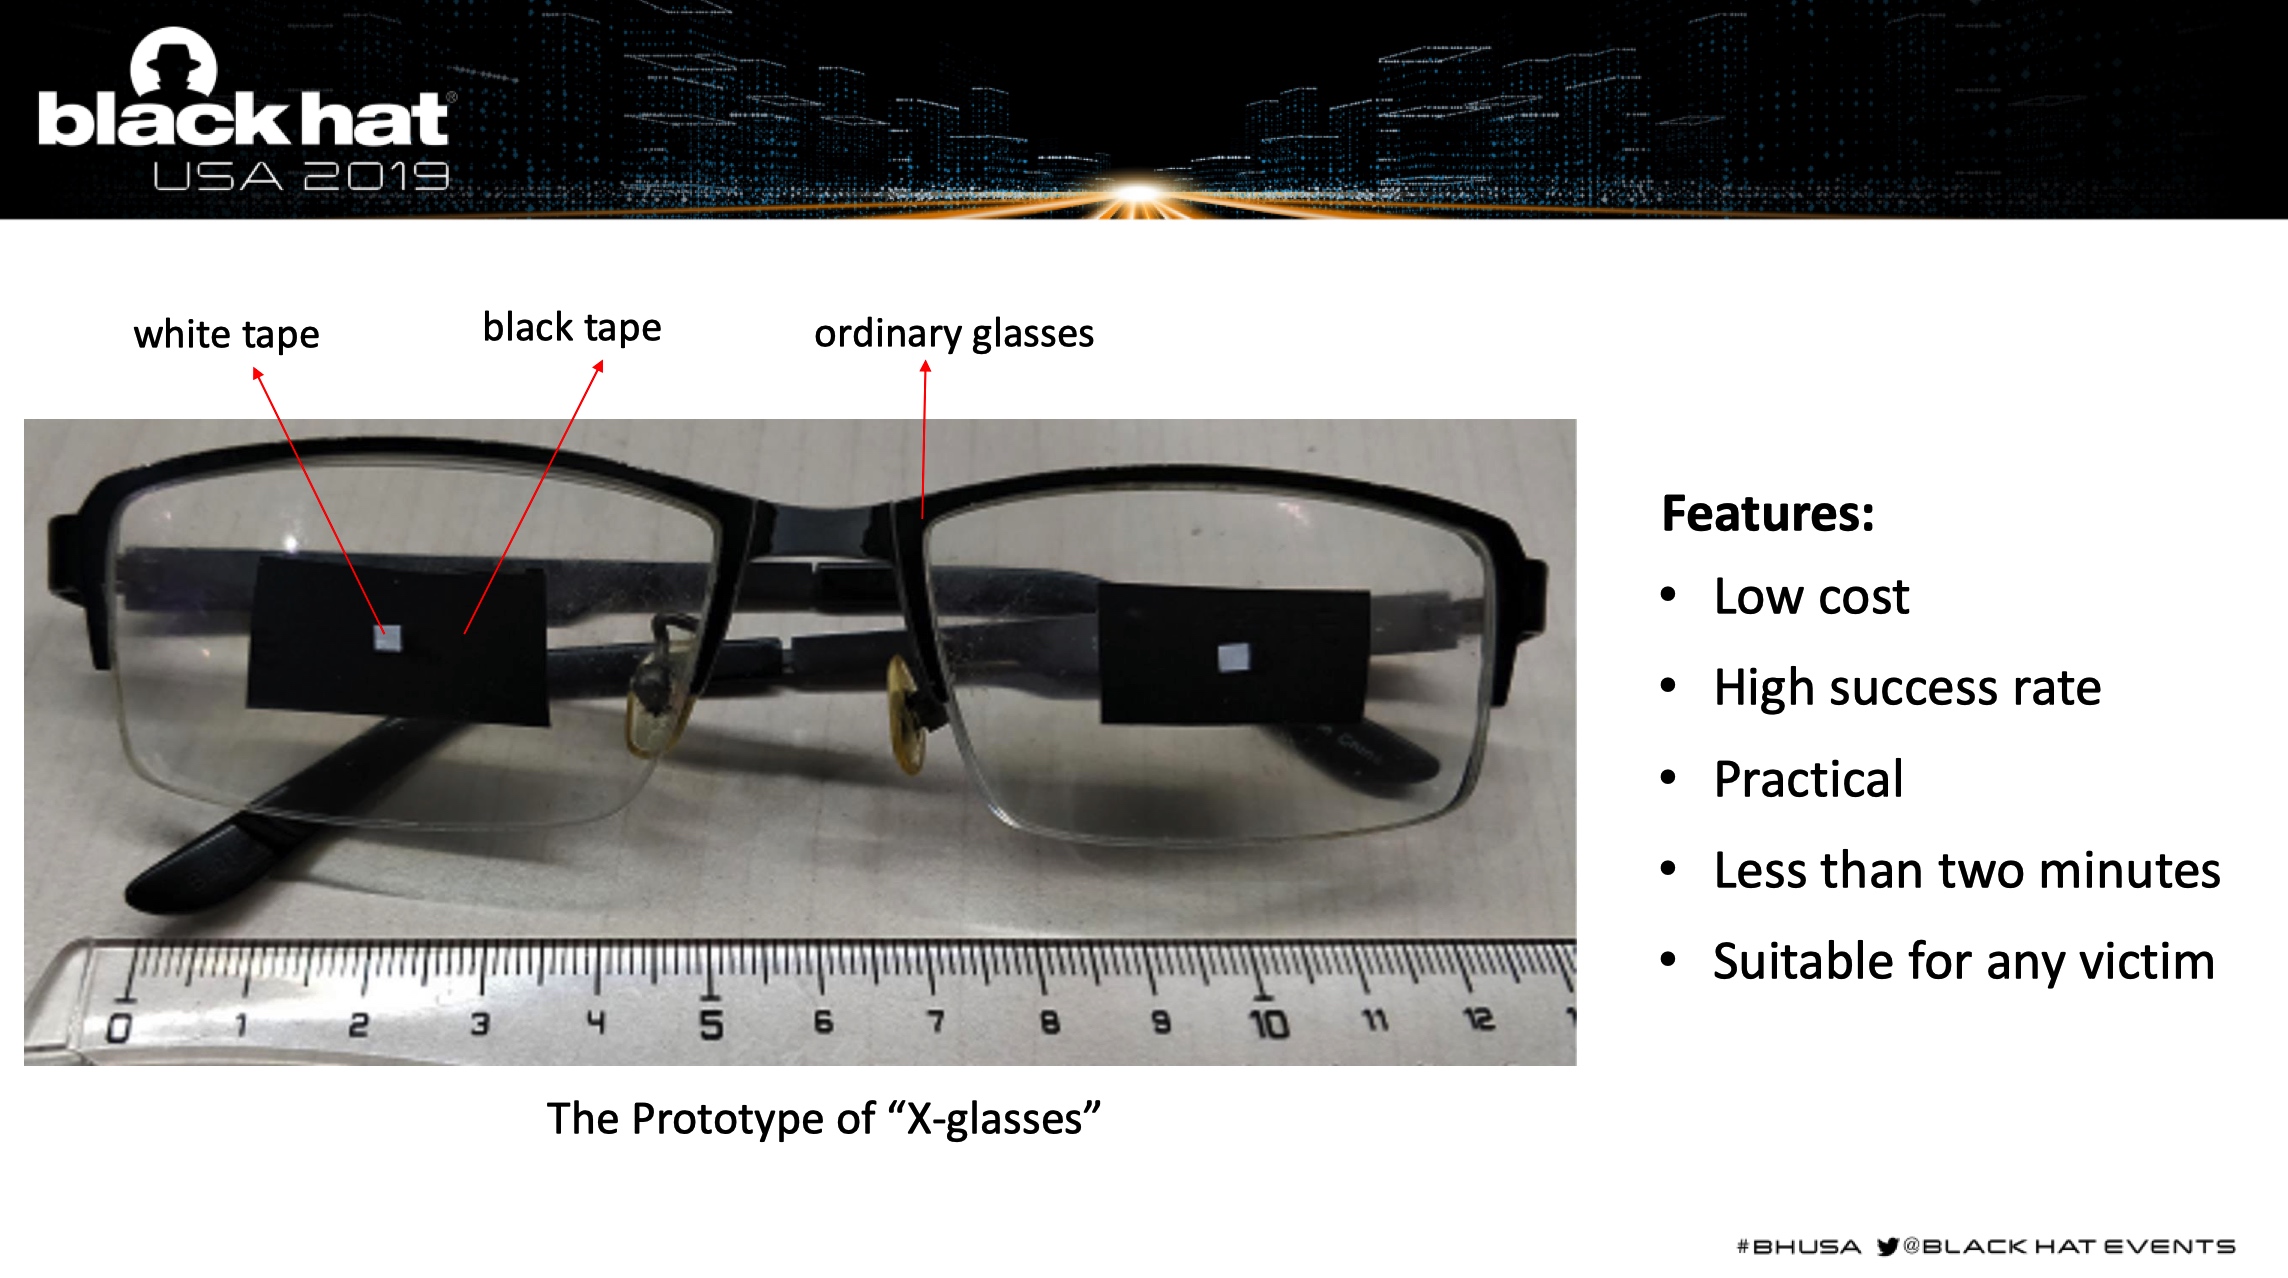 black hat®
USA 2019
white tape
black tape
ordinary glasses
Features:
• Low cost
• High success rate
• Practical
• Less than two minutes
• Suitable for any victim
0 1 2 3 4 5 6 7 8 9 10 11 12
The Prototype of “X-glasses”
#BHUSA @BLACK HAT EVENTS